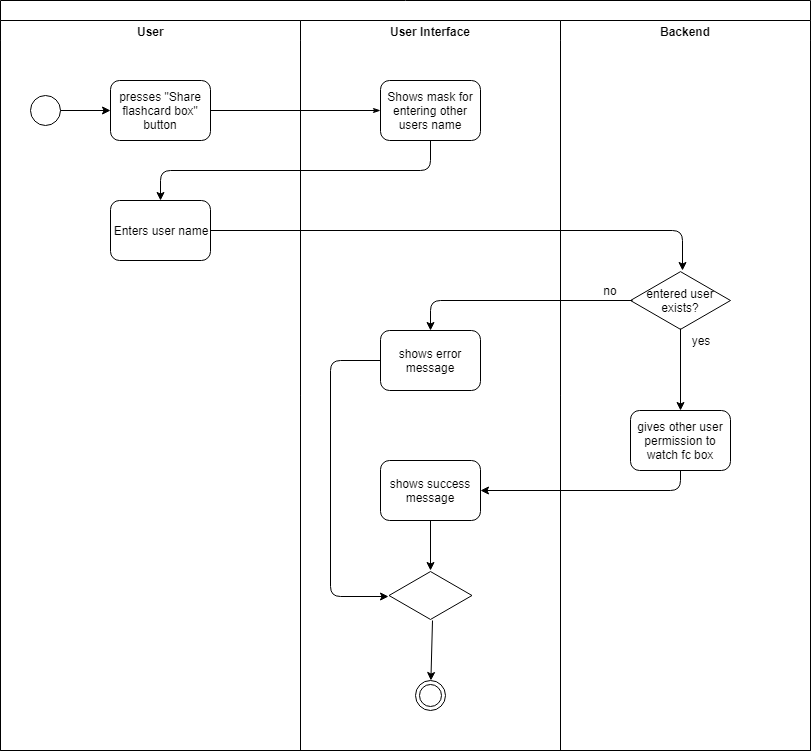 User
User Interface
Backend
presses "Share
flashcard box"
button
Shows mask for
entering other
users name
Enters user name
entered user
exists?
no
yes
shows error
message
gives other user
permission to
watch fc box
shows success
message